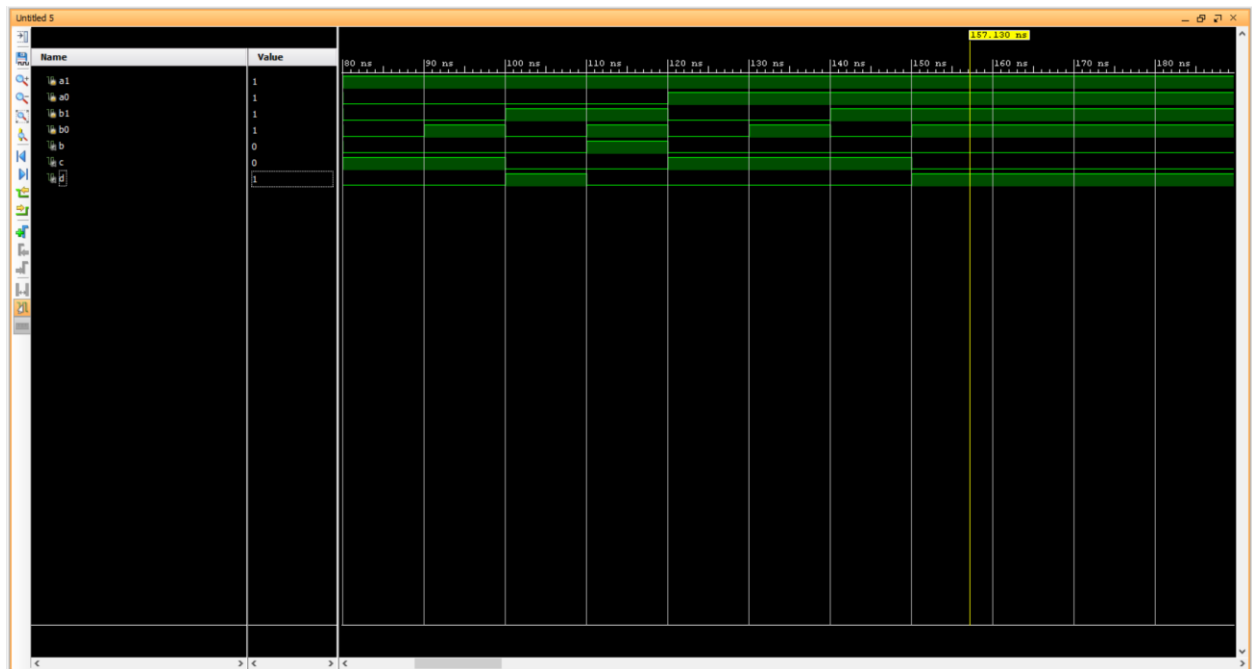 Untitled 5
157.130 ns
Name Value
80 ns 90 ns 100 ns 110 ns 120 ns 130 ns 140 ns 150 ns 160 ns 170 ns 180 ns
a1 1
a0 1
b1 1
b0 1
b 0
c 0
d 1